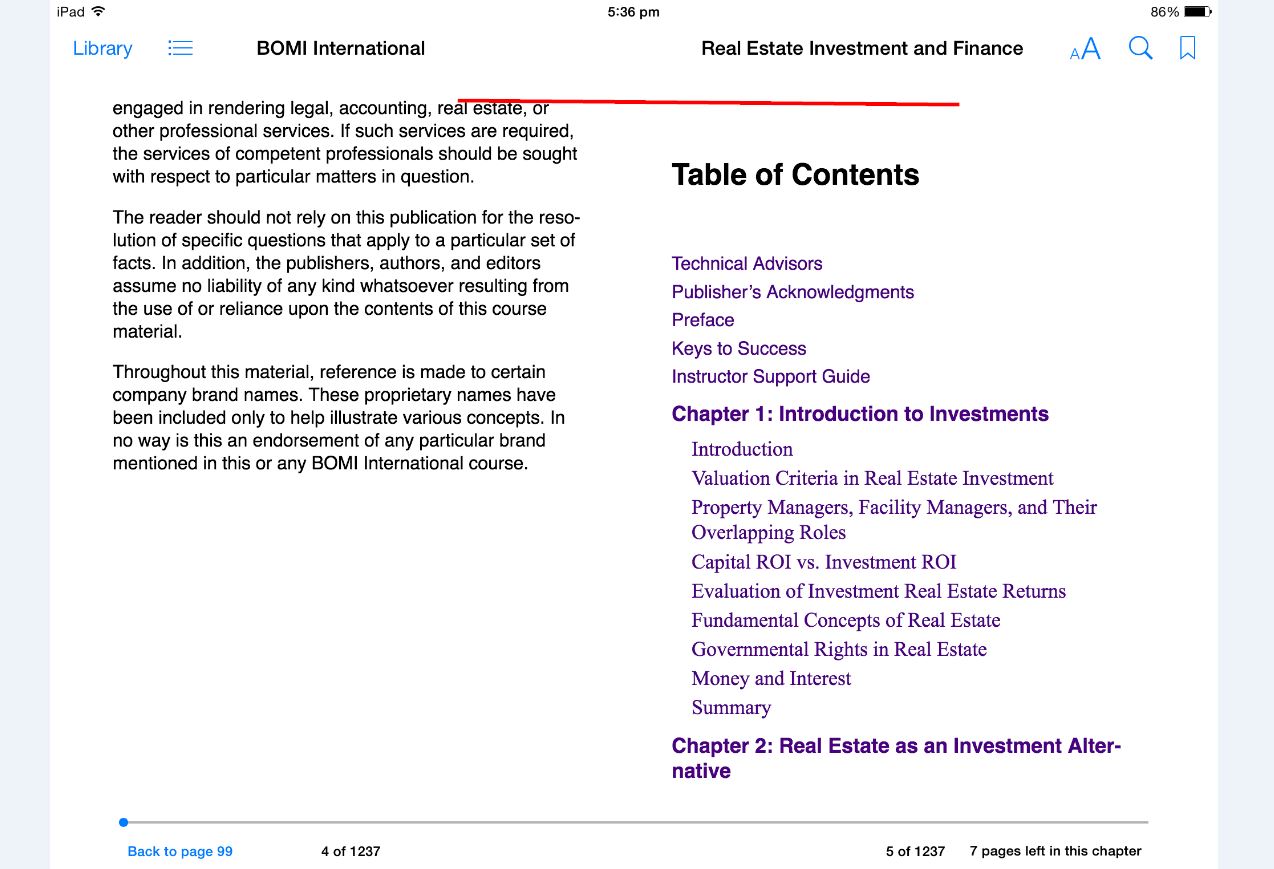 iPad 5:36 pm 86%
Library BOMI International Real Estate Investment and Finance AA
engaged in rendering legal, accounting, real estate, or
other professional services. If such services are required,
the services of competent professionals should be sought
with respect to particular matters in question.
The reader should not rely on this publication for the reso-
lution of specific questions that apply to a particular set of
facts. In addition, the publishers, authors, and editors
assume no liability of any kind whatsoever resulting from
the use of or reliance upon the contents of this course
material.
Throughout this material, reference is made to certain
company brand names. These proprietary names have
been included only to help illustrate various concepts. In
no way is this an endorsement of any particular brand
mentioned in this or any BOMI International course.
Table of Contents
Technical Advisors
Publisher's Acknowledgments
Preface
Keys to Success
Instructor Support Guide
Chapter 1: Introduction to Investments
Introduction
Valuation Criteria in Real Estate Investment
Property Managers, Facility Managers, and Their
Overlapping Roles
Capital ROI vs. Investment ROI
Evaluation of Investment Real Estate Returns
Fundamental Concepts of Real Estate
Governmental Rights in Real Estate
Money and Interest
Summary
Chapter 2: Real Estate as an Investment Alter-
native
Back to page 99 4 of 1237 5 of 1237 7 pages left in this chapter